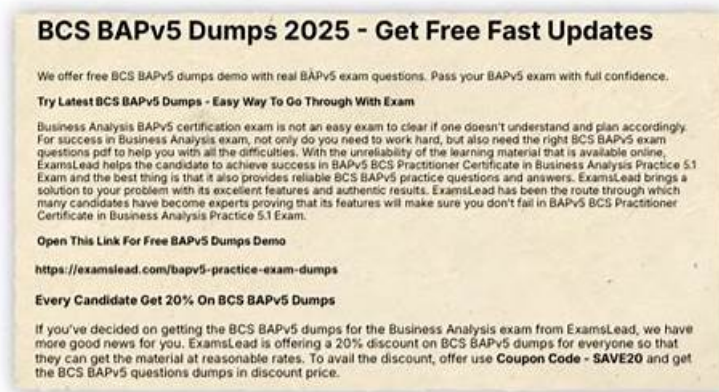 BCS BAPv5 Dumps 2025 - Get Free Fast Updates
We offer free BCS BAPv5 dumps demo with real BAPv5 exam questions. Pass your BAPv5 exam with full confidence.
Try Latest BCS BAPv5 Dumps - Easy Way To Go Through With Exam
Business Analysis BAPv5 certification exam is not an easy exam to clear if one doesn't understand and plan accordingly.
For success in Business Analysis exam, not only do you need to work hard, but also need the right BCS BAPv5 exam
questions pdf to help you with all the difficulties. With the unreliability of the learning material that is available online,
ExamsLead helps the candidate to achieve success in BAPv5 BCS Practitioner Certificate in Business Analysis Practice 5.1
Exam and the best thing is that it also provides reliable BCS BAPv5 practice questions and answers. ExamsLead brings a
solution to your problem with its excellent features and authentic results. ExamsLead has been the route through which
many candidates have become experts proving that its features will make sure you don't fail in BAPv5 BCS Practitioner
Certificate in Business Analysis Practice 5.1 Exam.
Open This Link For Free BAPv5 Dumps Demo
https://examslead.com/bapv5-practice-exam-dumps
Every Candidate Get 20% On BCS BAPv5 Dumps
If you've decided on getting the BCS BAPv5 dumps for the Business Analysis exam from ExamsLead, we have
more good news for you. ExamsLead is offering a 20% discount on BCS BAPv5 dumps for everyone so that
they can get the material at reasonable rates. To avail the discount, offer use Coupon Code - SAVE20 and get
the BCS BAPv5 questions dumps in discount price.